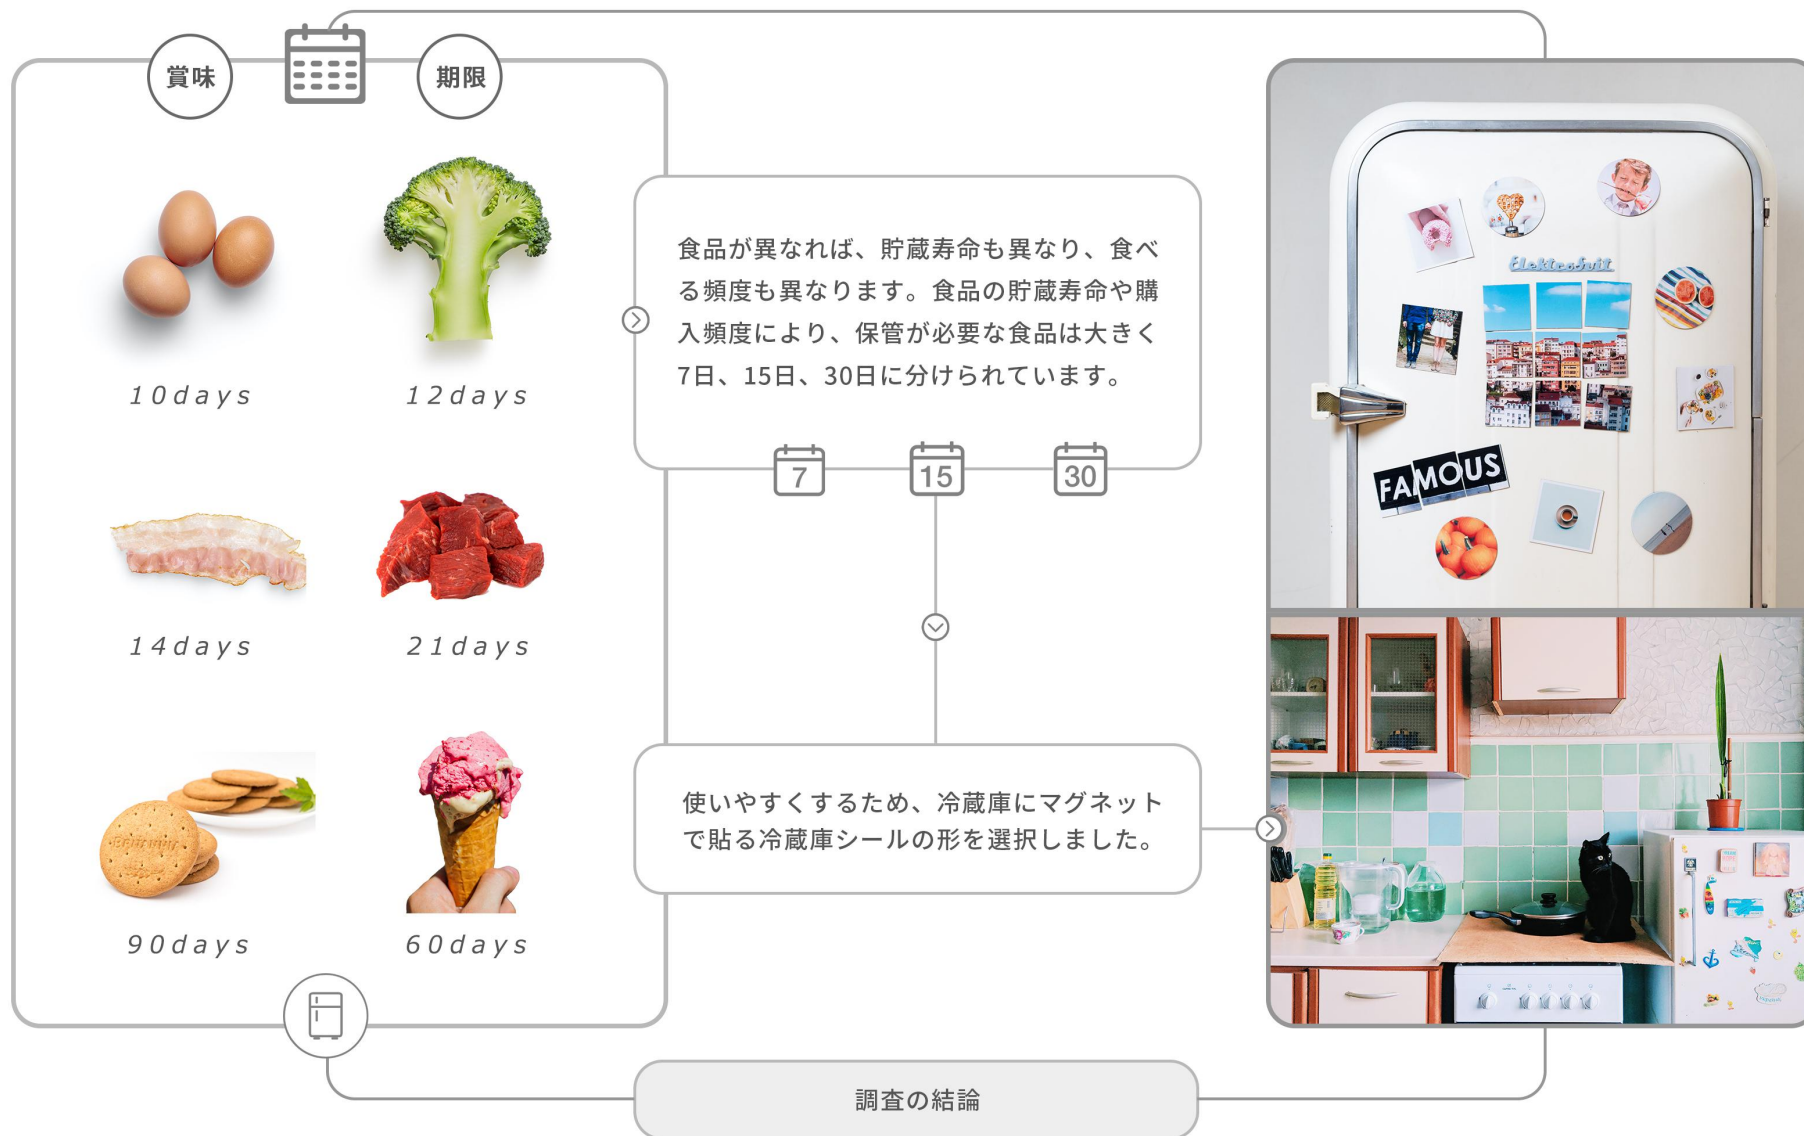 賞味
期限
10days
12days
14days
21days
90days
60days
食品が異なれば、貯蔵寿命も異なり、食べ
る頻度も異なります。食品の貯蔵寿命や購
入頻度により、保管が必要な食品は大きく
7日、15日、30日に分けられています。
7
15
30
使いやすくするため、冷蔵庫にマグネット
で貼る冷蔵庫シールの形を選択しました。
FAMOUS
調査の結論